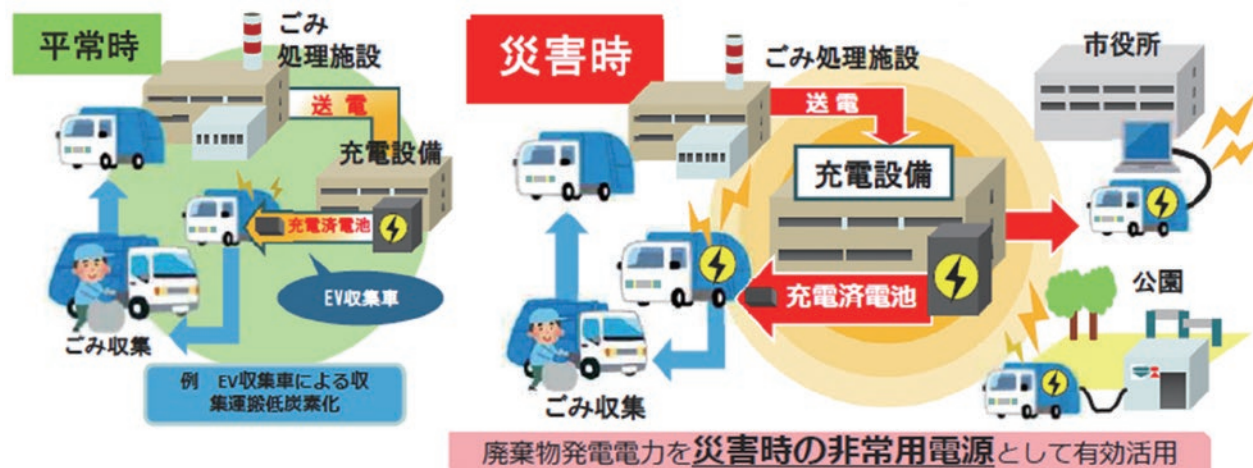 平常時
ごみ
処理施設
送電
充電設備
充電済電池
EV収集車
ごみ収集
例 EV収集車による収
集運搬低炭素化
災害時
ごみ処理施設
送電
充電設備
充電済電池
ごみ収集
市役所
公園
廃棄物発電電力を災害時の非常用電源として有効活用